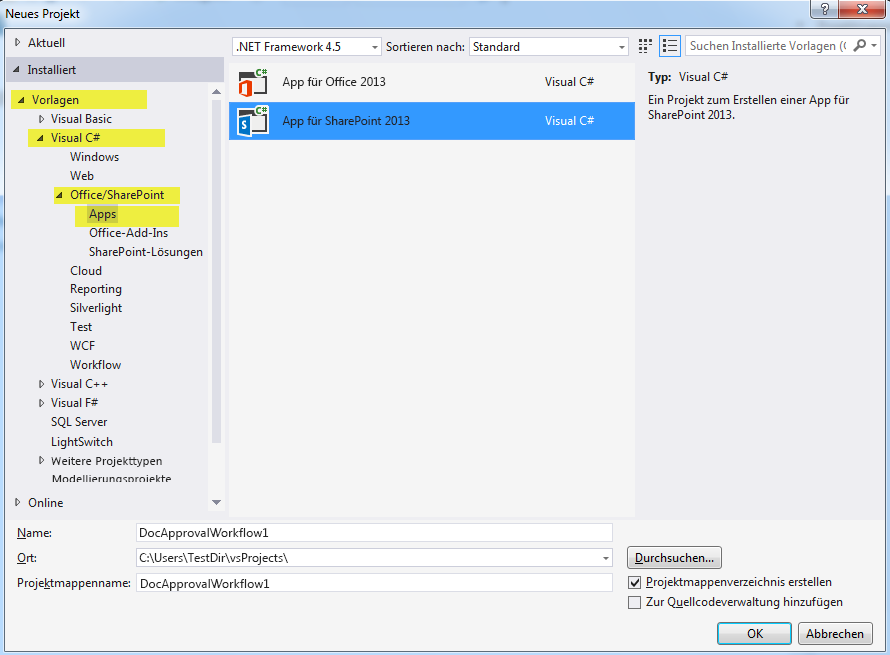 Neues Projekt
?
Aktuell
Installiert
Vorlagen
Visual Basic
Visual C#
Windows
Web
Office/SharePoint
Apps
Office-Add-Ins
SharePoint-Lösungen
Cloud
Reporting
Silverlight
Test
WCF
Workflow
Visual C++
Visual F#
SQL Server
LightSwitch
Weitere Projekttypen
Modellierungsprojekte
Online
.NET Framework 4.5 Sortieren nach: Standard
Suchen Installierte Vorlagen (
C# App für Office 2013 Visual C#
C# S App für SharePoint 2013 Visual C#
Typ: Visual C#
Ein Projekt zum Erstellen einer App für
SharePoint 2013.
Name: DocApprovalWorkflow1
Ort: C:\Users\TestDir\vsProjects\ Durchsuchen...
Projektmappenname: DocApprovalWorkflow1
Projektmappenverzeichnis erstellen
Zur Quellcodeverwaltung hinzufügen
OK Abbrechen